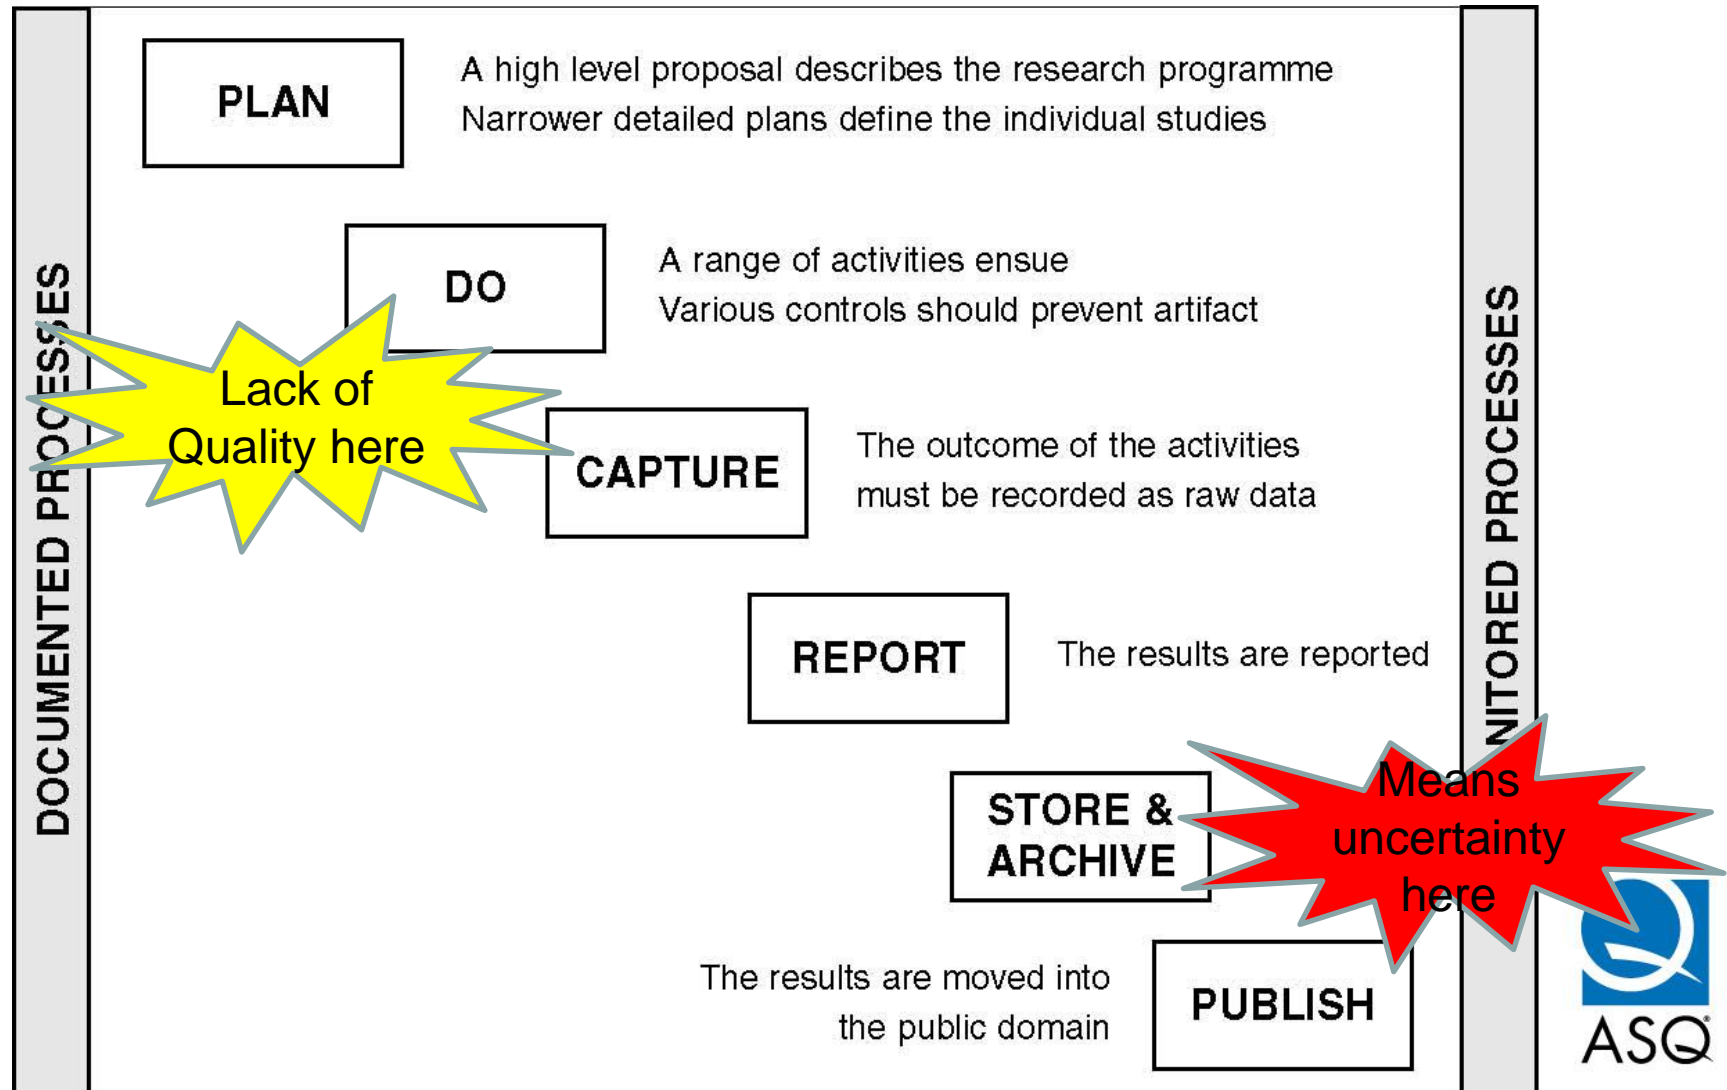 PLAN
A high level proposal describes the research programme
Narrower detailed plans define the individual studies
DO
A range of activities ensue
Various controls should prevent artifact
DOCUMENTED PROCESSES
Lack of
Quality here
CAPTURE
The outcome of the activities
must be recorded as raw data
REPORT
The results are reported
NITORED PROCESSES
STORE &
ARCHIVE
Means
uncertainty
here
The results are moved into
the public domain
PUBLISH
ASQ